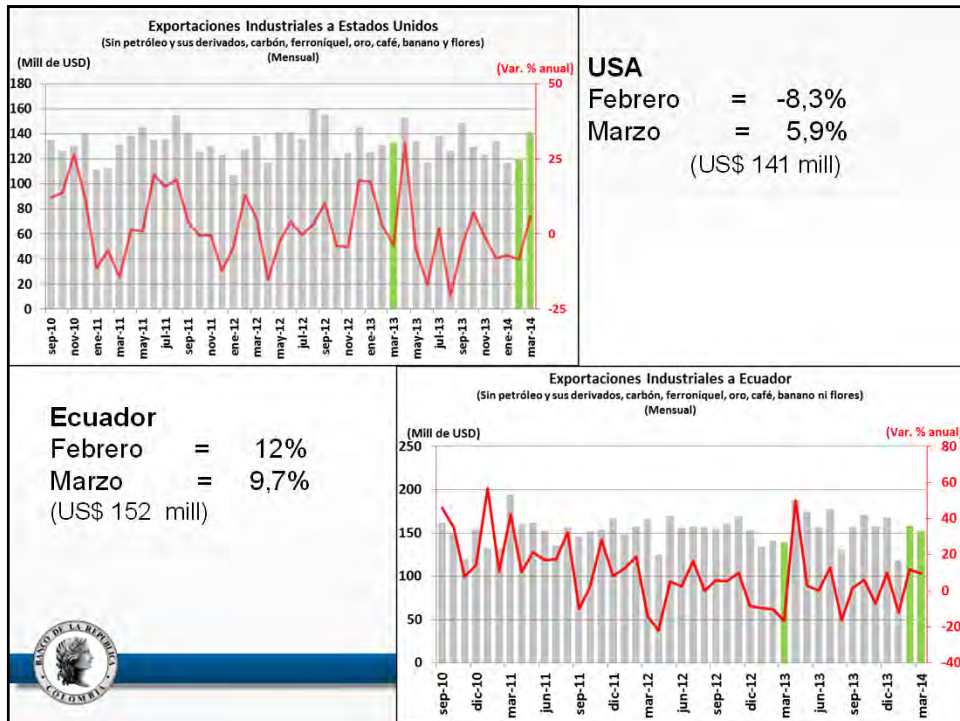 Exportaciones Industriales a Estados Unidos
(Sin petróleo y sus derivados, carbón, ferroníquel, oro, café, banano y flores)
(Mensual)
(Mill de USD)
(Var. % anual)
180
160
140
120
100
80
60
40
20
0
50
25
0
-25
sep-10
nov-10
ene-11
mar-11
may-11
jul-11
sep-11
nov-11
ene-12
mar-12
may-12
jul-12
sep-12
nov-12
ene-13
mar-13
may-13
jul-13
sep-13
nov-13
ene-14
mar-14
USA
Febrero = -8,3%
Marzo = 5,9%
(US$ 141 mill)
Ecuador
Febrero = 12%
Marzo = 9,7%
(US$ 152 mill)
Exportaciones Industriales a Ecuador
(Sin petróleo y sus derivados, carbón, ferroníquel, oro, café, banano ni flores)
(Mensual)
(Mill de USD)
(Var. % anual)
250
200
150
100
50
0
80
60
40
20
0
-20
-40
sep-10
dic-10
mar-11
jun-11
sep-11
dic-11
mar-12
jun-12
sep-12
dic-12
mar-13
jun-13
sep-13
dic-13
mar-14
BANCO DE LA REPUBLICA
COLOMBIA